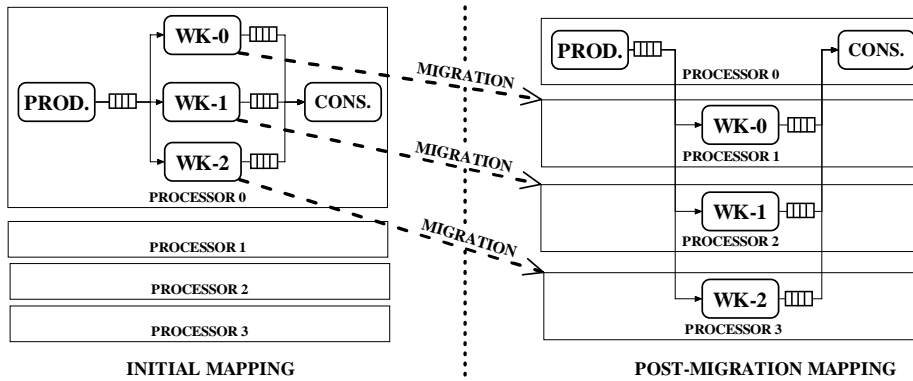 WK-0
PROD.
WK-1
CONS.
WK-2
PROCESSOR 0
PROCESSOR 1
PROCESSOR 2
PROCESSOR 3
INITIAL MAPPING
MIGRATION
MIGRATION
MIGRATION
PROD.
CONS.
PROCESSOR 0
WK-0
PROCESSOR 1
WK-1
PROCESSOR 2
WK-2
PROCESSOR 3
POST-MIGRATION MAPPING